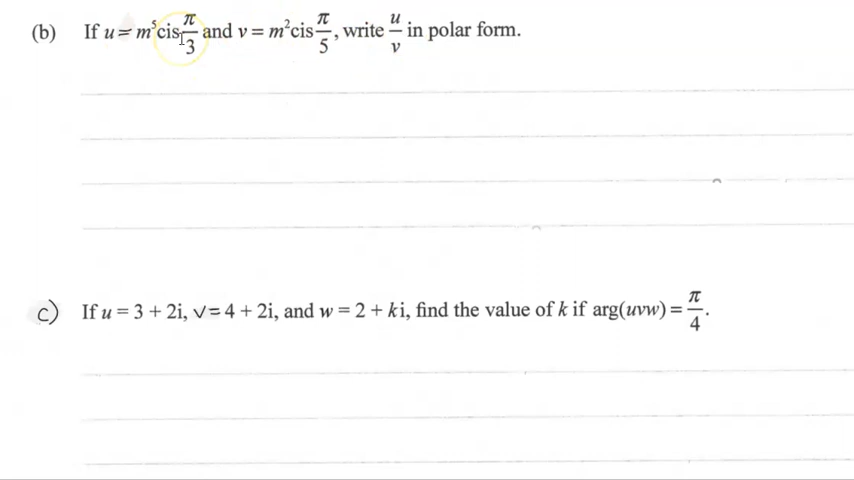 (b) If u = m⁵cis π/3 and v = m²cis π/5, write u/v in polar form.
c) If u = 3 + 2i, v = 4 + 2i, and w = 2 + ki, find the value of k if arg(uvw) = π/4.